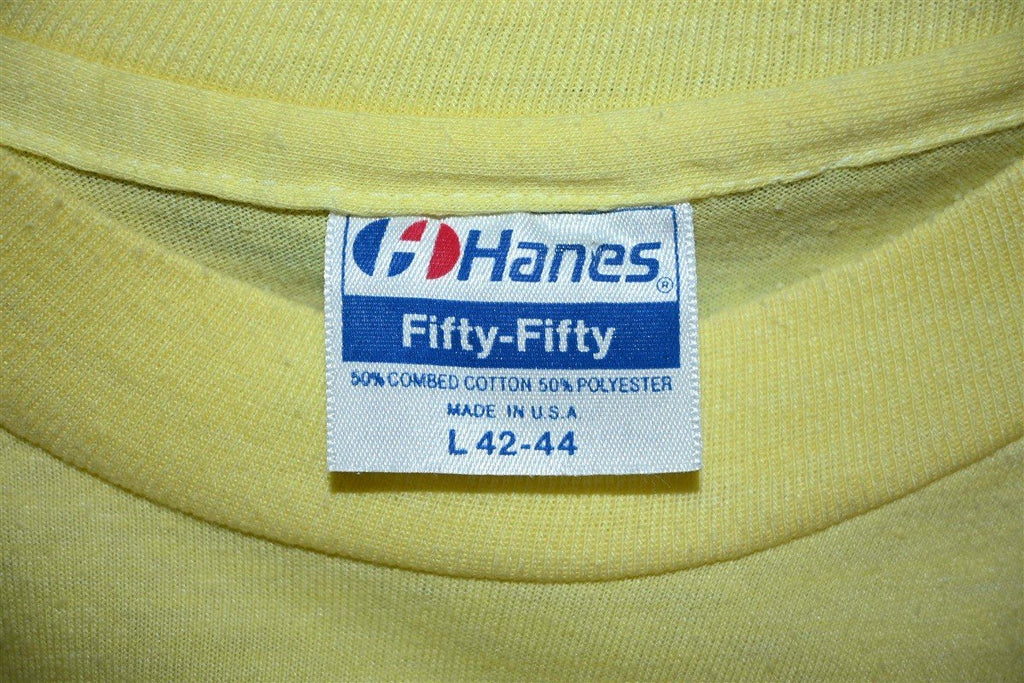 Hanes®
Fifty-Fifty
50% COMBED COTTON 50% POLYESTER
MADE IN U.S.A
L 42-44